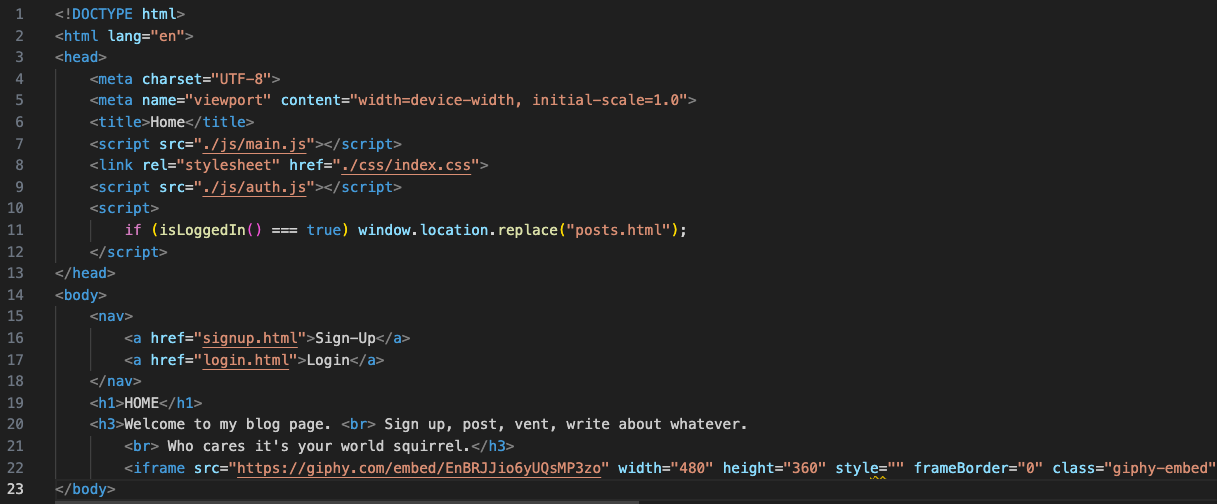 1 <!DOCTYPE html>
2 <html lang="en">
3 <head>
4 <meta charset="UTF-8">
5 <meta name="viewport" content="width=device-width, initial-scale=1.0">
6 <title>Home</title>
7 <script src="./js/main.js"></script>
8 <link rel="stylesheet" href="./css/index.css">
9 <script src="./js/auth.js"></script>
10 <script>
11 if (isLoggedIn() === true) window.location.replace("posts.html");
12 </script>
13 </head>
14 <body>
15 <nav>
16 <a href="signup.html">Sign-Up</a>
17 <a href="login.html">Login</a>
18 </nav>
19 <h1>HOME</h1>
20 <h3>Welcome to my blog page. <br> Sign up, post, vent, write about whatever.
21 <br> Who cares it's your world squirrel.</h3>
22 <iframe src="https://giphy.com/embed/EnBRJJio6yUQsMP3zo" width="480" height="360" style="" frameBorder="0" class="giphy-embed"
23 </body>